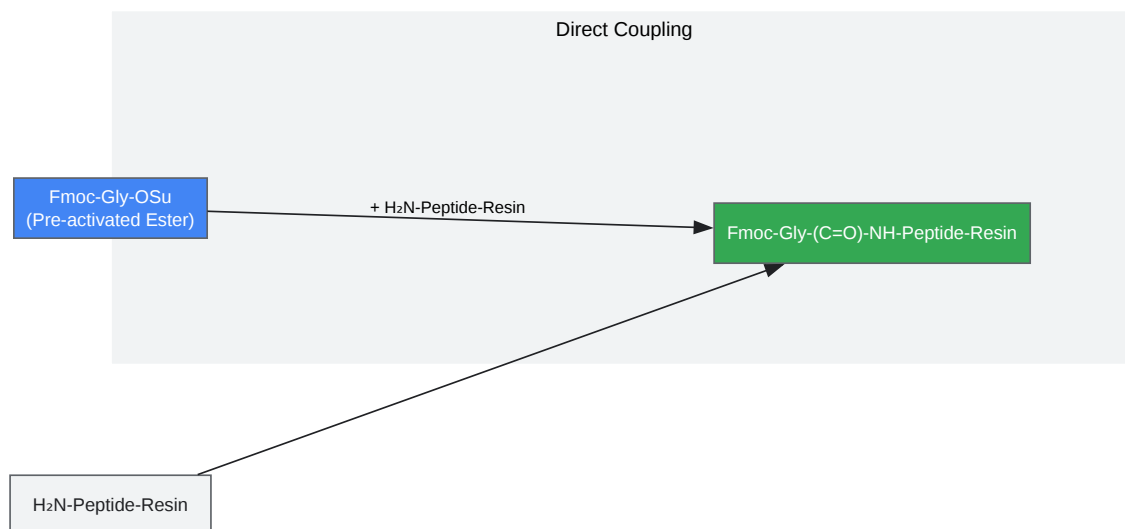 Direct Coupling
Fmoc-Gly-OSu
(Pre-activated Ester)
+ H₂N-Peptide-Resin
Fmoc-Gly-(C=O)-NH-Peptide-Resin
H₂N-Peptide-Resin